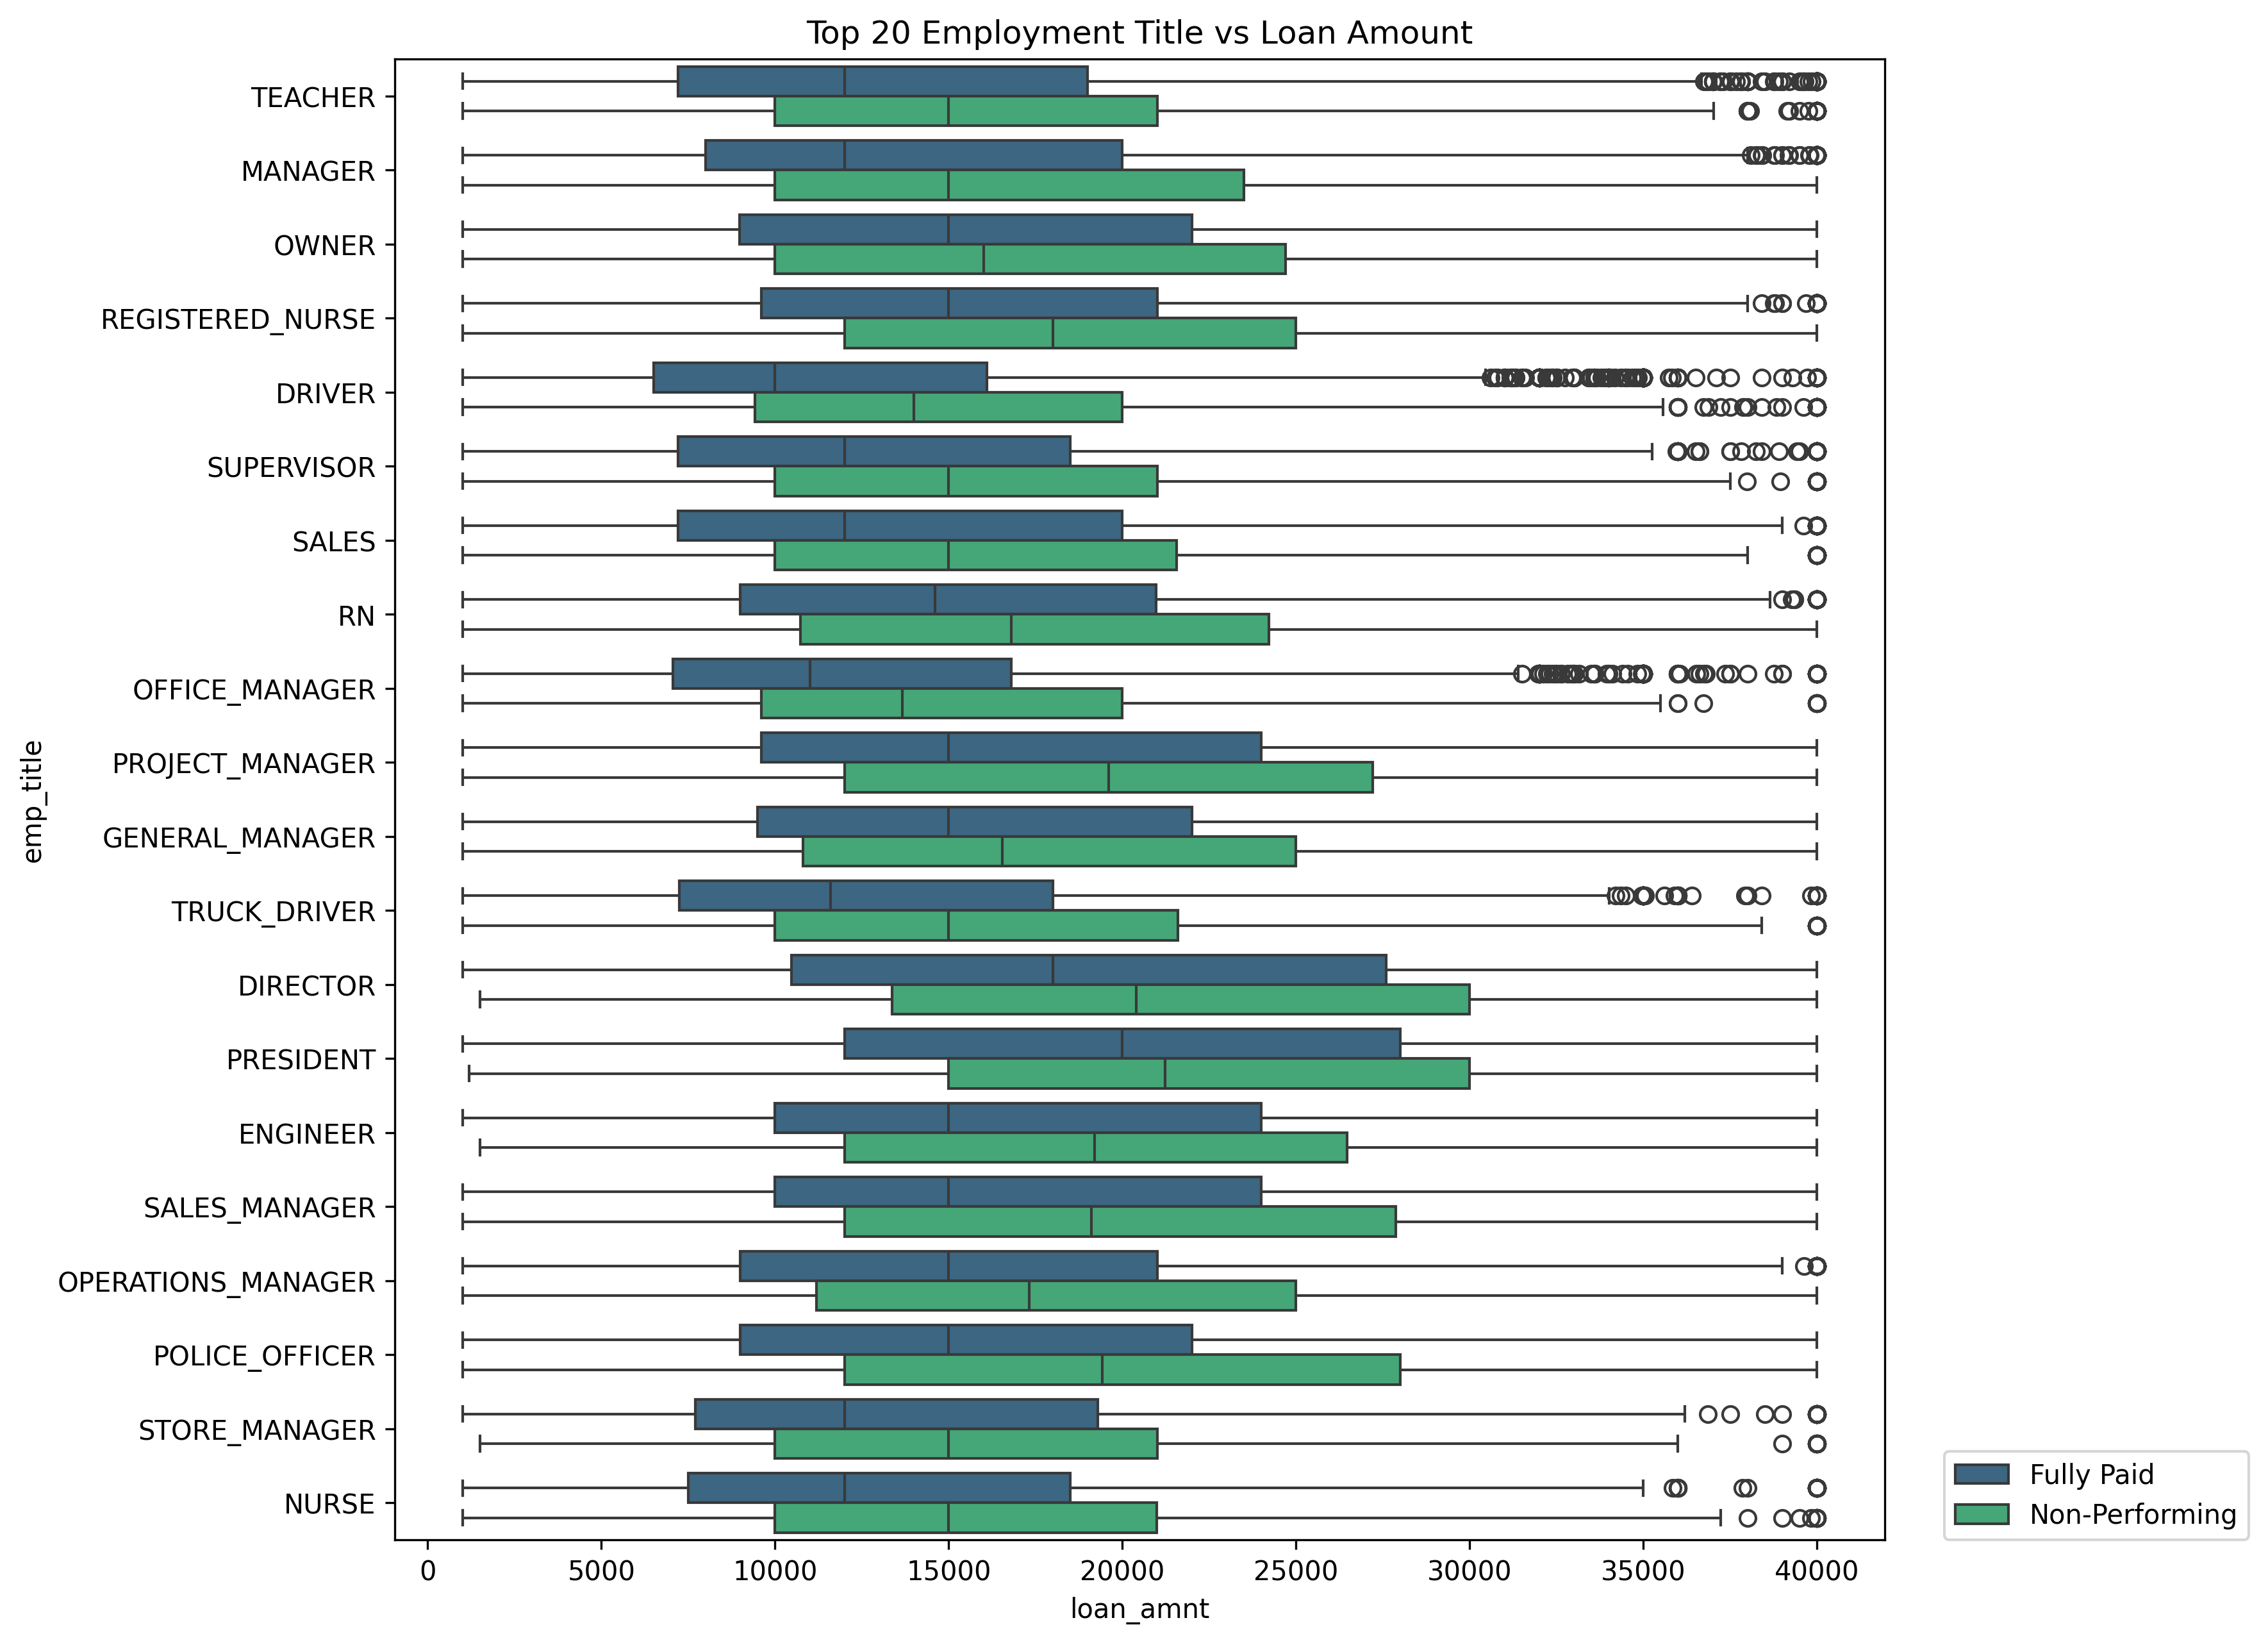 Top 20 Employment Title vs Loan Amount
emp_title
TEACHER
MANAGER
OWNER
REGISTERED_NURSE
DRIVER
SUPERVISOR
SALES
RN
OFFICE_MANAGER
PROJECT_MANAGER
GENERAL_MANAGER
TRUCK_DRIVER
DIRECTOR
PRESIDENT
ENGINEER
SALES_MANAGER
OPERATIONS_MANAGER
POLICE_OFFICER
STORE_MANAGER
NURSE
Fully Paid
Non-Performing
0 5000 10000 15000 20000 25000 30000 35000 40000
loan_amnt